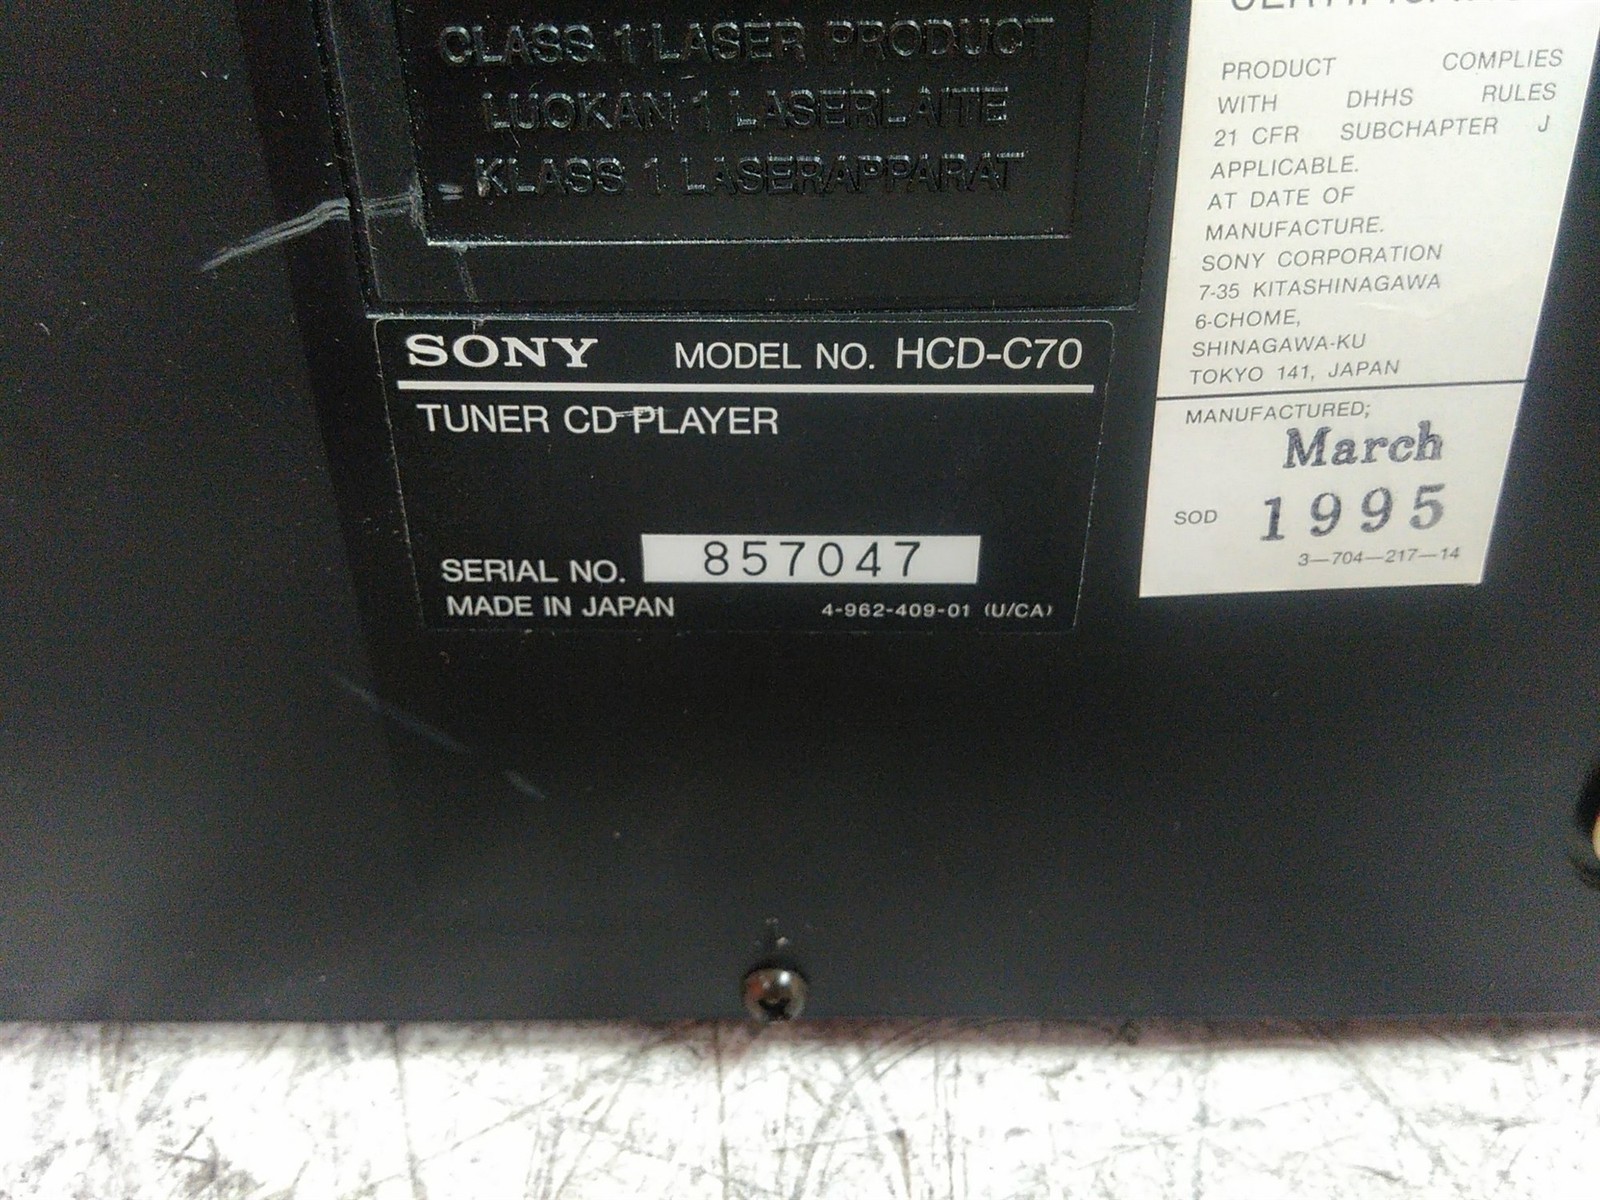 CLASS 1 LASER PRODUCT
LUOKAN 1 LASERLAITE
KLASS 1 LASERAPPARAT
SONY MODEL NO. HCD-C70
TUNER CD PLAYER
SERIAL NO. 857047
MADE IN JAPAN 4-962-409-01 (U/CA)
PRODUCT COMPLIES
WITH DHHS RULES
21 CFR SUBCHAPTER J
APPLICABLE.
AT DATE OF
MANUFACTURE.
SONY CORPORATION
7-35 KITASHINAGAWA
6-CHOME,
SHINAGAWA-KU
TOKYO 141, JAPAN
MANUFACTURED;
March
SOD 1995
3-704-217-14